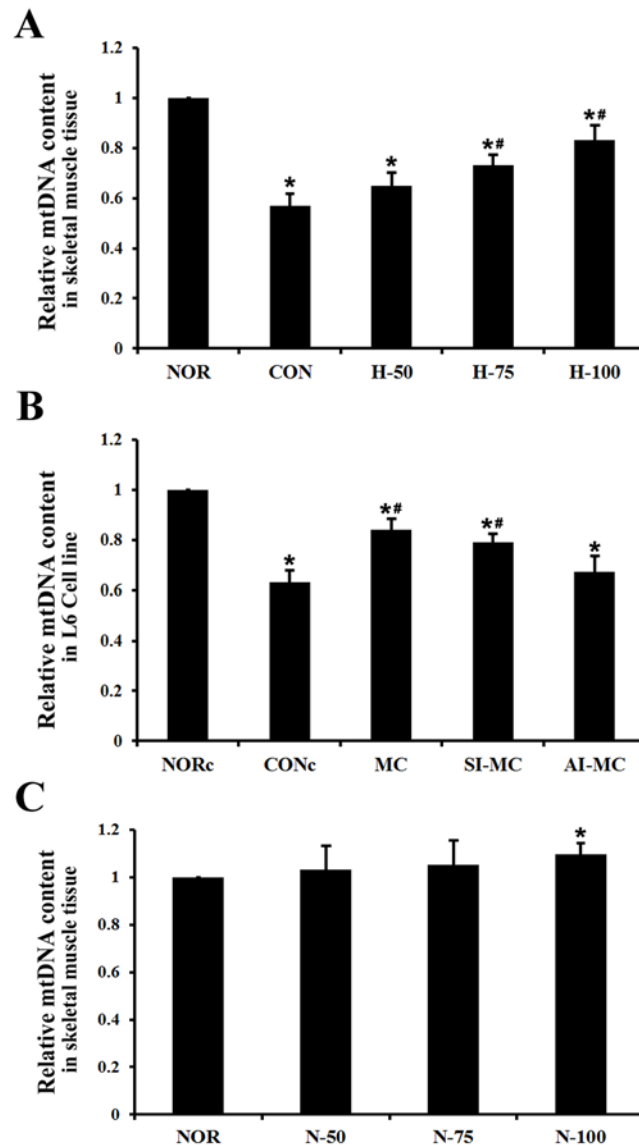 A
Relative mtDNA content
in skeletal muscle tissue
1.2
1
0.8
0.6
0.4
0.2
0
*
*
*#
*#
NOR CON H-50 H-75 H-100
B
Relative mtDNA content
in L6 Cell line
1.2
1
0.8
0.6
0.4
0.2
0
*
*#
*#
*
NORc CONc MC SI-MC AI-MC
C
Relative mtDNA content
in skeletal muscle tissue
1.2
1
0.8
0.6
0.4
0.2
0
*
NOR N-50 N-75 N-100